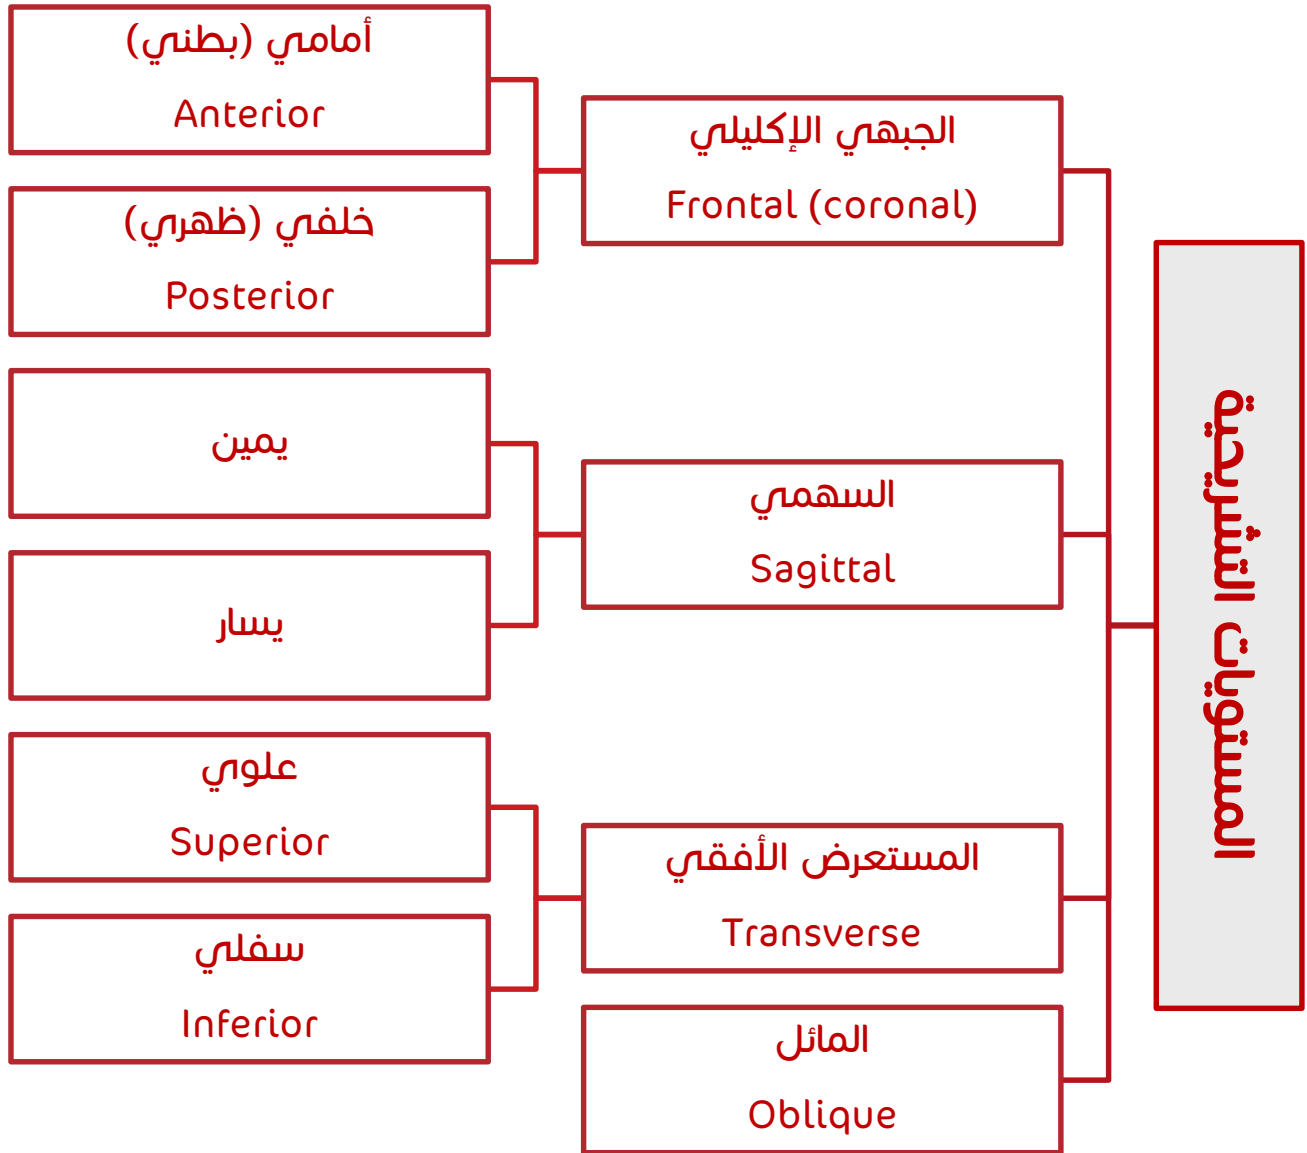 المستويات التشريحية
الجبهي الإكليلي
Frontal (coronal)
أمامي (بطني)
Anterior
خلفي (ظهري)
Posterior
السهمي
Sagittal
يمين
يسار
المستعرض الأفقي
Transverse
علوي
Superior
سفلي
Inferior
المائل
Oblique